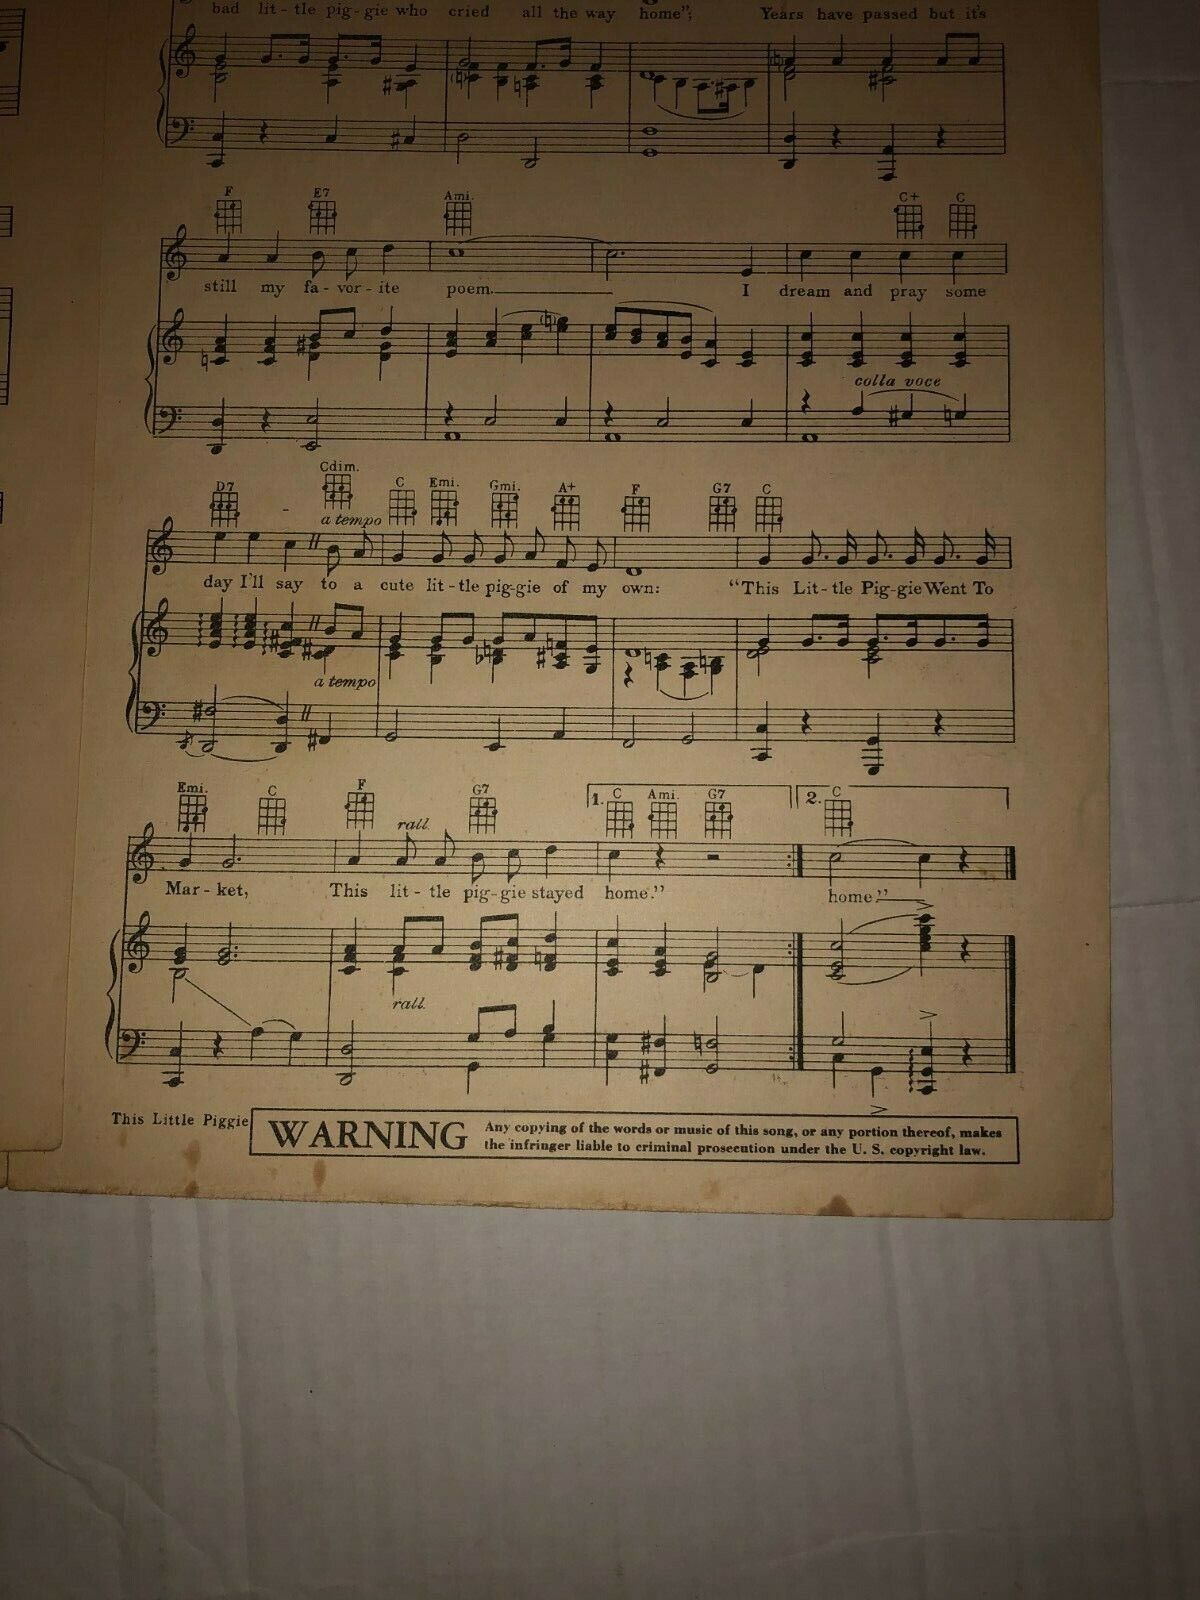 bad lit - tle pig - gie who cried all the way home"; Years have passed but it's
F E7 Ami. C+ C
still my fa - vor - ite poem. I dream and pray some
colla voce
D7 Cdim. C Emi. Gmi. A+ F G7 C
a tempo
day I'll say to a cute lit - tle pig-gie of my own: "This Lit - tle Pig-gie Went To
a tempo
Emi. C F G7 1. C Ami. G7 2. C
rall.
Mar - ket, This lit - tle pig-gie stayed home." home."
rall.
This Little Piggie
WARNING
Any copying of the words or music of this song, or any portion thereof, makes
the infringer liable to criminal prosecution under the U. S. copyright law.